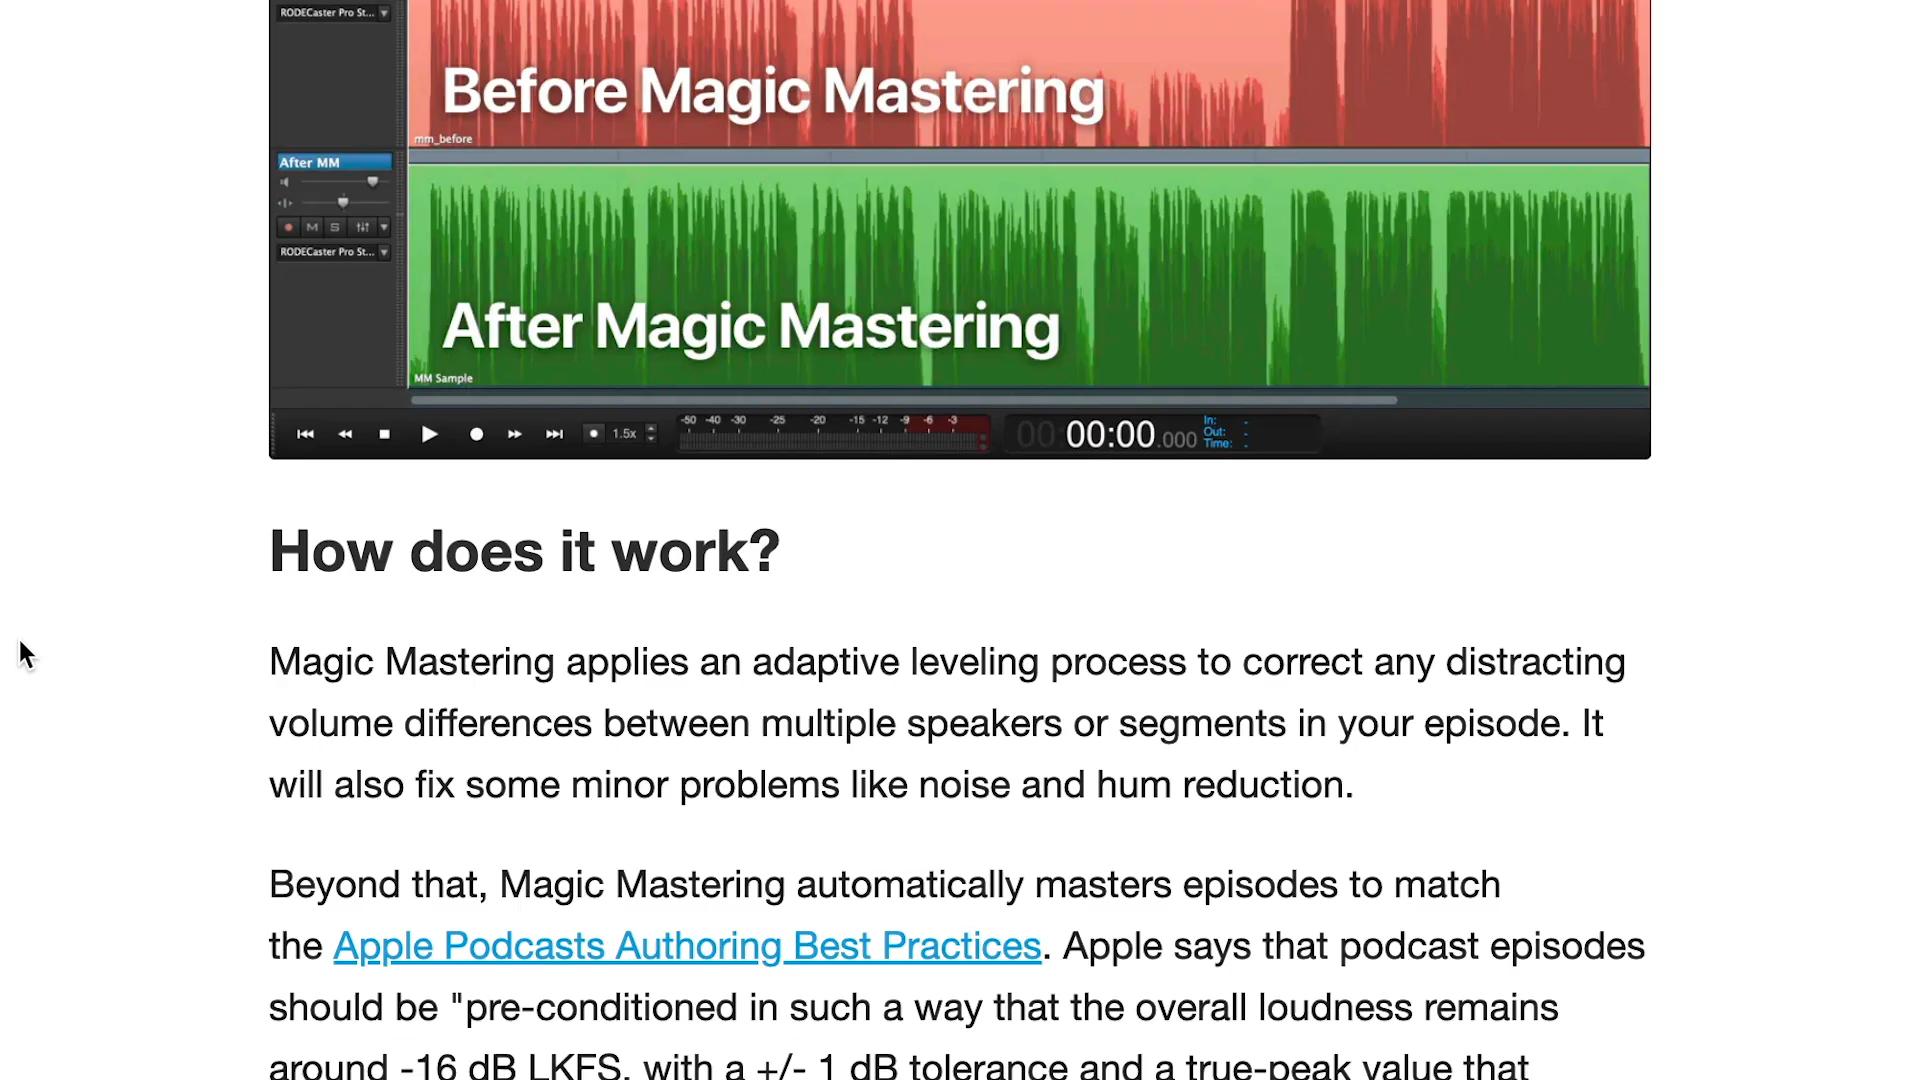 RODECaster Pro St...
Before Magic Mastering
mm_before
After MM
M S
RODECaster Pro St...
After Magic Mastering
MM Sample
1.5x
-50 -40 -30 -25 -20 -15 -12 -9 -6 -3
00 00:00.000
In: -
Out: -
Time: -
How does it work?
Magic Mastering applies an adaptive leveling process to correct any distracting
volume differences between multiple speakers or segments in your episode. It
will also fix some minor problems like noise and hum reduction.
Beyond that, Magic Mastering automatically masters episodes to match
the Apple Podcasts Authoring Best Practices. Apple says that podcast episodes
should be "pre-conditioned in such a way that the overall loudness remains
around -16 dB LKFS, with a +/- 1 dB tolerance and a true-peak value that